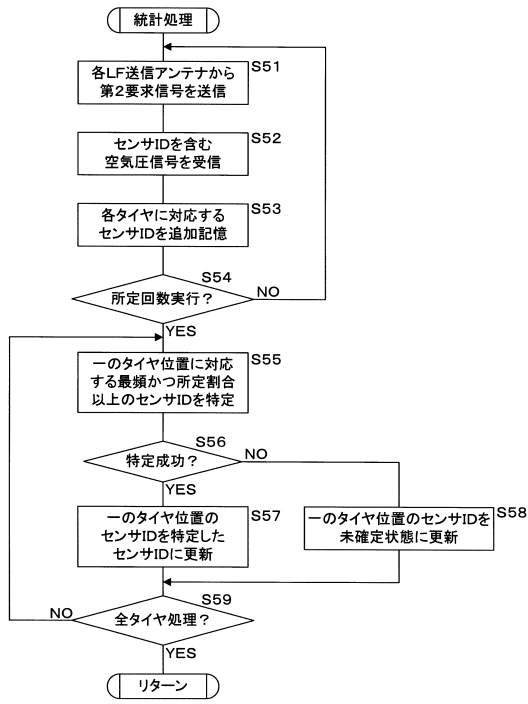 統計処理
各LF送信アンテナから
第2要求信号を送信
S51
センサIDを含む
空気圧信号を受信
S52
各タイヤに対応する
センサIDを追加記憶
S53
S54
所定回数実行？
NO
YES
一のタイヤ位置に対応
する最頻かつ所定割合
以上のセンサIDを特定
S55
S56
特定成功？
NO
YES
一のタイヤ位置の
センサIDを特定した
センサIDに更新
S57
一のタイヤ位置のセンサIDを
未確定状態に更新
S58
S59
全タイヤ処理？
NO
YES
リターン